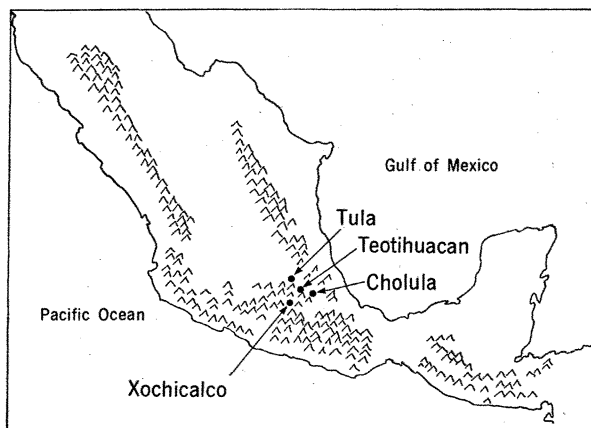 Gulf of Mexico
Tula
Teotihuacan
Cholula
Pacific Ocean
Xochicalco